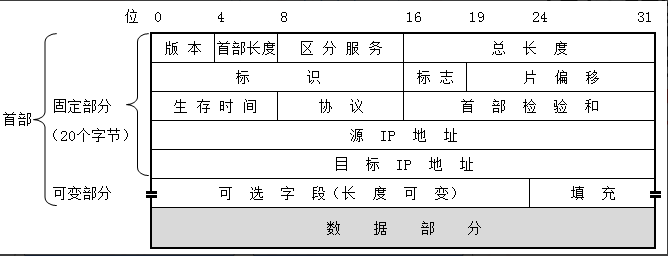 位 0 4 8 16 19 24 31
版本 首部长度 区分服务 总长度
标识 标志 片偏移
首部 固定部分 (20个字节) 生存时间 协议 首部检验和
源 IP 地址
目标IP 地址
可变部分 可选字段(长度可变) 填充
数据部分